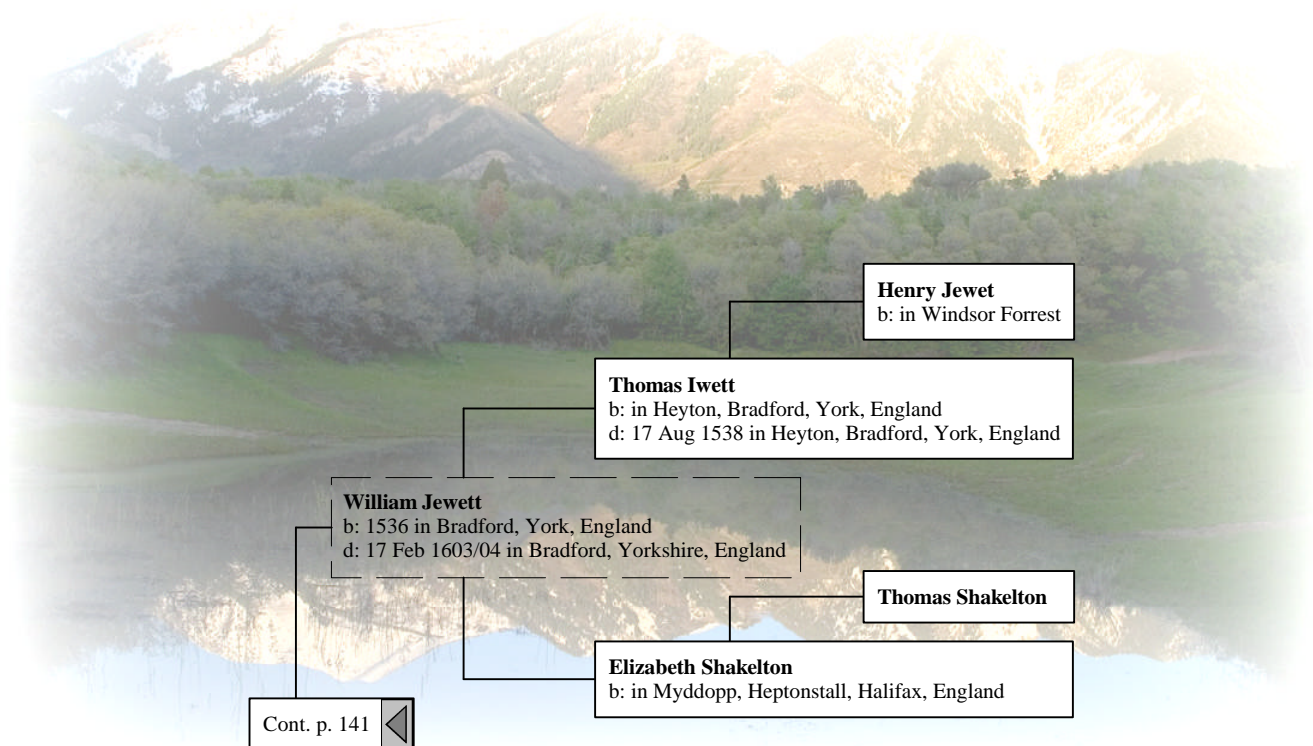 Henry Jewet
b: in Windsor Forrest
Thomas Iwett
b: in Heyton, Bradford, York, England
d: 17 Aug 1538 in Heyton, Bradford, York, England
William Jewett
b: 1536 in Bradford, York, England
d: 17 Feb 1603/04 in Bradford, Yorkshire, England
Thomas Shakelton
Elizabeth Shakelton
b: in Myddopp, Heptonstall, Halifax, England
Cont. p. 141